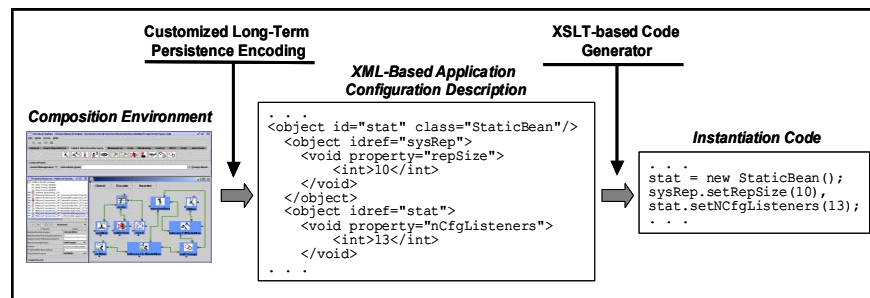 Customized Long-Term
Persistence Encoding
XSLT-based Code
Generator
XML-Based Application
Configuration Description
Composition Environment
Instantiation Code
. . .
<object id="stat" class="StaticBean"/>
<object idref="sysRep">
<void property="repSize">
<int>10</int>
</void>
</object>
<object idref="stat">
<void property="nCfgListeners">
<int>13</int>
</void>
. . .
. . .
stat = new StaticBean();
sysRep.setRepSize(10),
stat.setNCfgListeners(13);
. . .